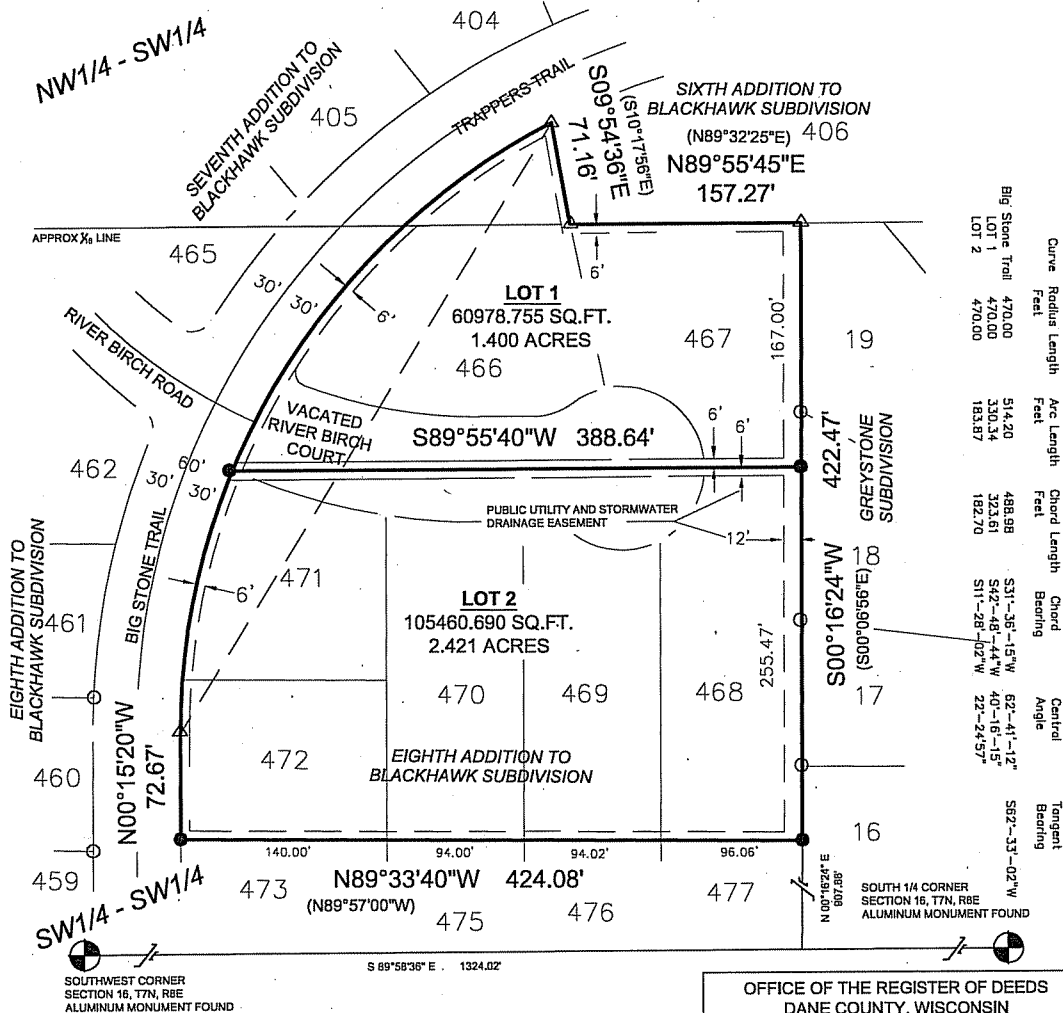 404
NW1/4 - SW1/4
SEVENTH ADDITION TO
BLACKHAWK SUBDIVISION
405
TRAPPERS TRAIL
S09°54'36"E
(S10°17'56"E)
71.16'
SIXTH ADDITION TO
BLACKHAWK SUBDIVISION
(N89°32'25"E)
406
N89°55'45"E
157.27'
APPROX 1/16 LINE
465
30'
30'
6'
6'
LOT 1
60978.755 SQ.FT.
1.400 ACRES
466
467
167.00'
19
RIVER BIRCH ROAD
VACATED
RIVER BIRCH
COURT
S89°55'40"W 388.64'
6'
6'
422.47'
GREYSTONE
SUBDIVISION
462
60'
30'
30'
PUBLIC UTILITY AND STORMWATER
DRAINAGE EASEMENT
12'
18
EIGHTH ADDITION TO
BLACKHAWK SUBDIVISION
461
BIG STONE TRAIL
471
6'
LOT 2
105460.690 SQ.FT.
2.421 ACRES
S00°16'24"W
(S00°06'56"E)
255.47'
470
469
468
17
460
N00°15'20"W
72.67'
472
EIGHTH ADDITION TO
BLACKHAWK SUBDIVISION
16
459
140.00'
94.00'
94.02'
96.06'
SW1/4 - SW1/4
473
N89°33'40"W 424.08'
(N89°57'00"W)
475
476
477
N 00°16'24" E
SOUTH 1/4 CORNER
SECTION 16, T7N, R8E
ALUMINUM MONUMENT FOUND
SOUTHWEST CORNER
SECTION 16, T7N, R8E
ALUMINUM MONUMENT FOUND
S 89°58'36" E . 1324.02'
OFFICE OF THE REGISTER OF DEEDS
DANE COUNTY, WISCONSIN
Curve Radius Length Feet Arc Length Feet Chord Length Feet Chord Bearing Central Angle Tangent Bearing
Big Stone Trail 470.00 514.20 488.98 S31°-36'-15"W 62°-41'-12" S62°-33'-02"W
LOT 1 470.00 330.34 323.61 S42°-48'-44"W 40°-16'-15"
LOT 2 470.00 183.87 182.70 S11°-28'-02"W 22°-24'57"